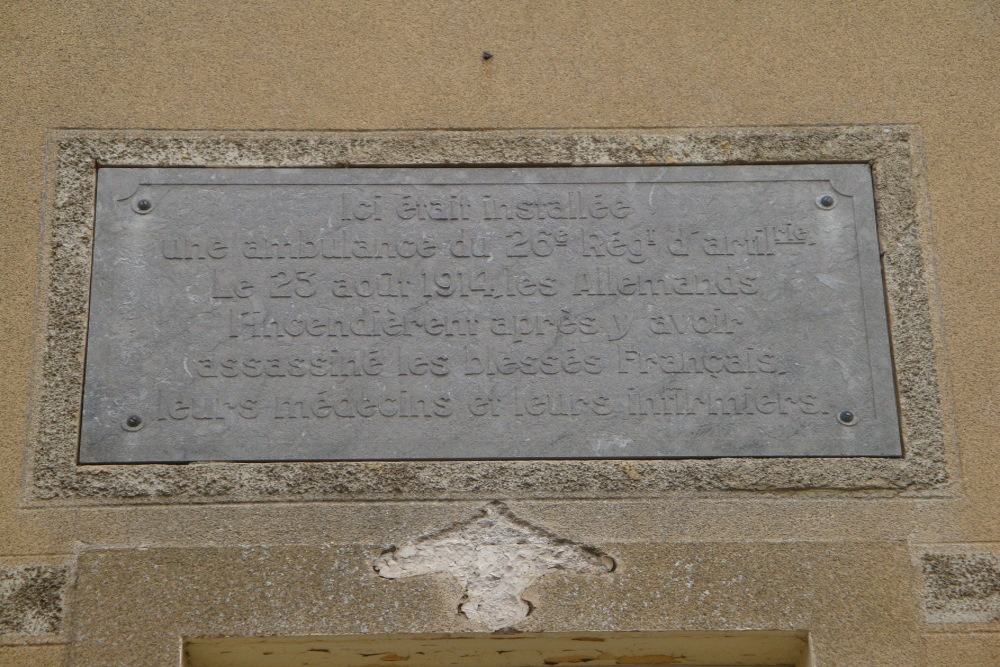 Ici était installée
une ambulance du 26e Régt d'artilrie.
Le 23 août 1914, les Allemands
l'incendièrent après y avoir
assassiné les blessés Français,
leurs médecins et leurs infirmiers.